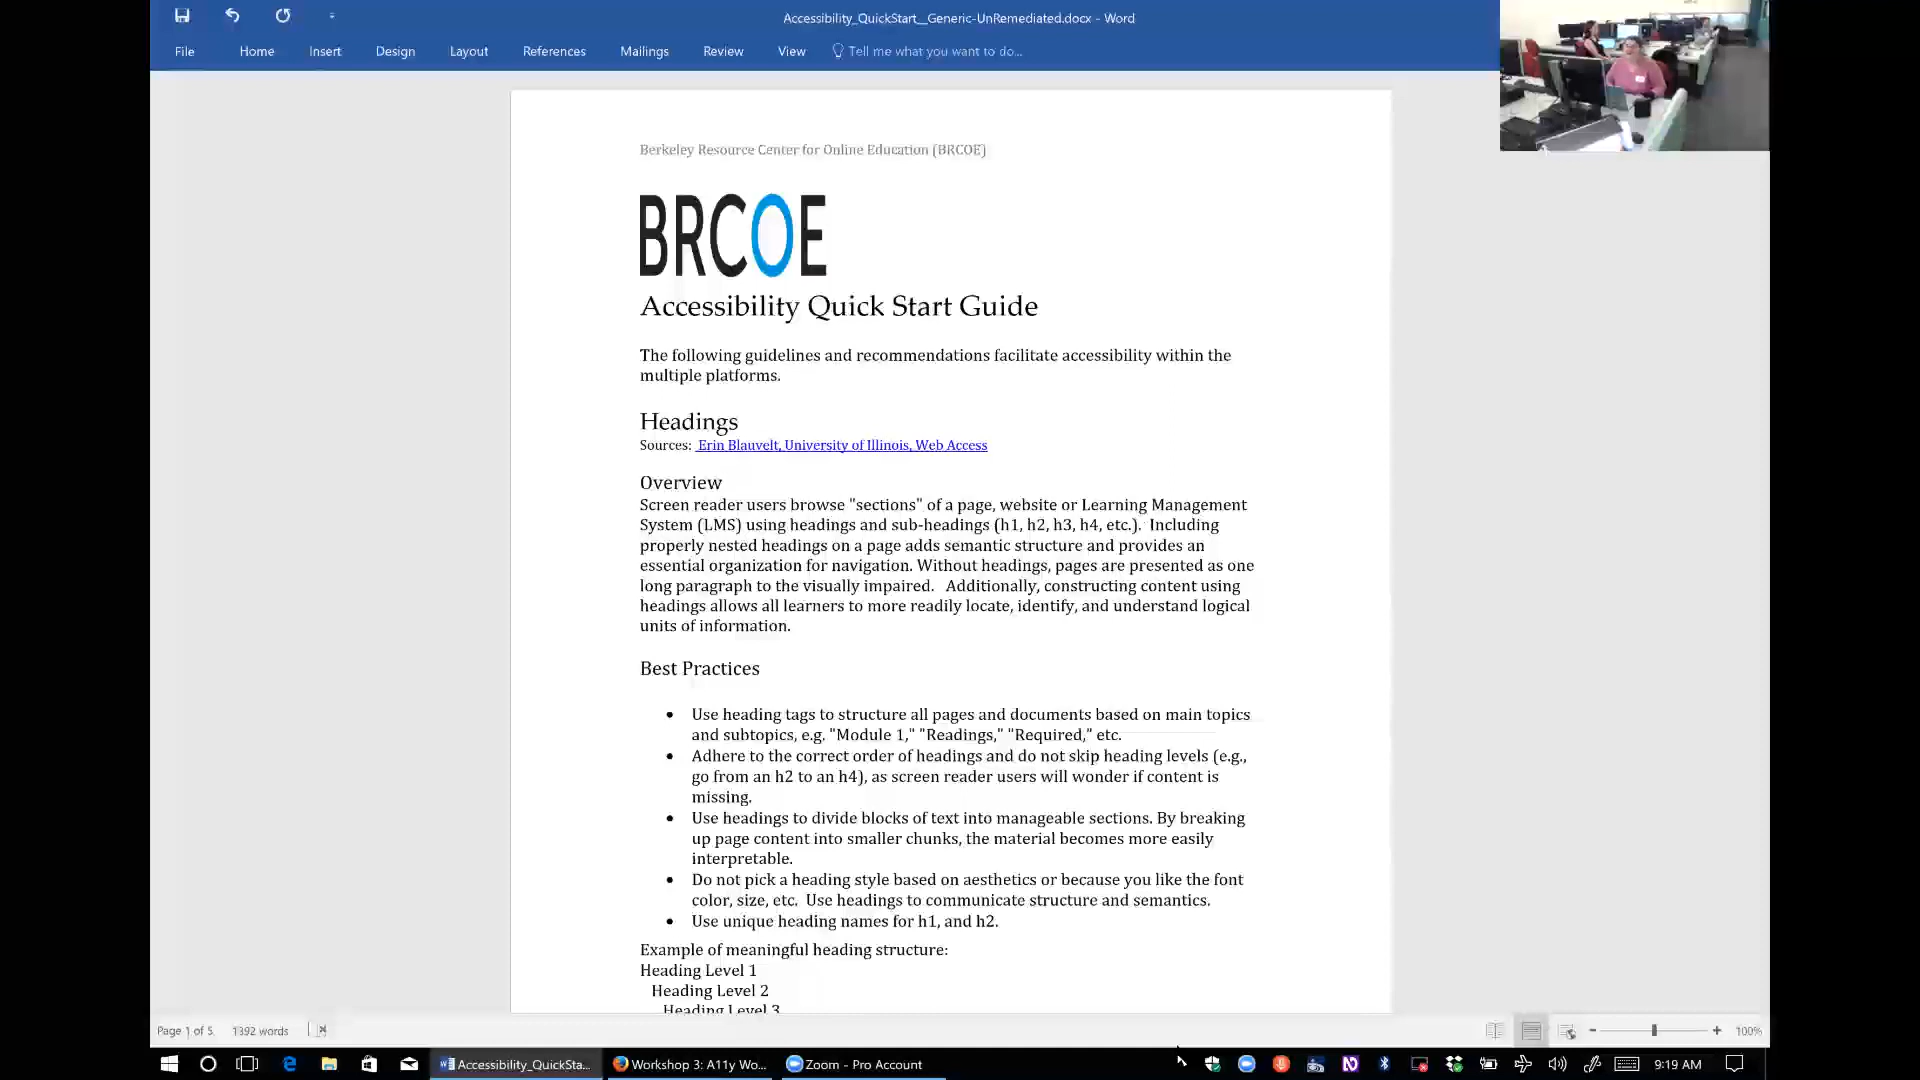 Accessibility_QuickStart__Generic-UnRemediated.docx - Word
File Home Insert Design Layout References Mailings Review View Tell me what you want to do...
Berkeley Resource Center for Online Education (BRCOE)
BRCOE
Accessibility Quick Start Guide
The following guidelines and recommendations facilitate accessibility within the
multiple platforms.
Headings
Sources: Erin Blauvelt, University of Illinois, Web Access
Overview
Screen reader users browse "sections" of a page, website or Learning Management
System (LMS) using headings and sub-headings (h1, h2, h3, h4, etc.). Including
properly nested headings on a page adds semantic structure and provides an
essential organization for navigation. Without headings, pages are presented as one
long paragraph to the visually impaired. Additionally, constructing content using
headings allows all learners to more readily locate, identify, and understand logical
units of information.
Best Practices
• Use heading tags to structure all pages and documents based on main topics
and subtopics, e.g. "Module 1," "Readings," "Required," etc.
• Adhere to the correct order of headings and do not skip heading levels (e.g.,
go from an h2 to an h4), as screen reader users will wonder if content is
missing.
• Use headings to divide blocks of text into manageable sections. By breaking
up page content into smaller chunks, the material becomes more easily
interpretable.
• Do not pick a heading style based on aesthetics or because you like the font
color, size, etc. Use headings to communicate structure and semantics.
• Use unique heading names for h1, and h2.
Example of meaningful heading structure:
Heading Level 1
Heading Level 2
Heading Level 3
Page 1 of 5 1392 words 100%
Accessibility_QuickSta... Workshop 3: A11y Wo... Zoom - Pro Account 9:19 AM